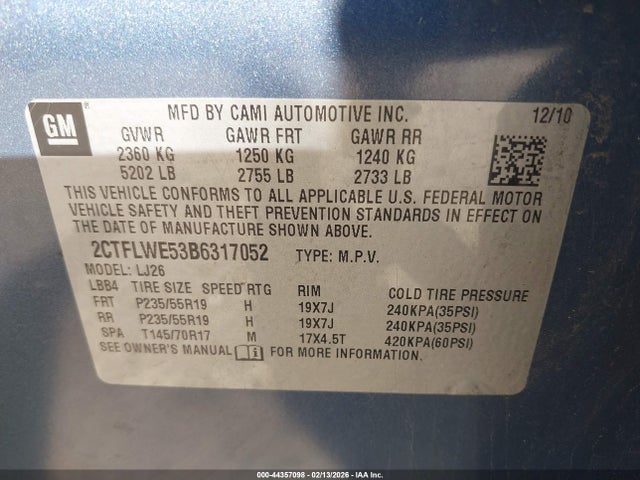 GM
MFD BY CAMI AUTOMOTIVE INC. 12/10
GVWR GAWR FRT GAWR RR
2360 KG 1250 KG 1240 KG
5202 LB 2755 LB 2733 LB
THIS VEHICLE CONFORMS TO ALL APPLICABLE U.S. FEDERAL MOTOR
VEHICLE SAFETY AND THEFT PREVENTION STANDARDS IN EFFECT ON
THE DATE OF MANUFACTURE SHOWN ABOVE.
2CTFLWE53B6317052 TYPE: M.P.V.
MODEL: LJ26
LBB4 TIRE SIZE SPEED RTG RIM COLD TIRE PRESSURE
FRT P235/55R19 H 19X7J 240KPA(35PSI)
RR P235/55R19 H 19X7J 240KPA(35PSI)
SPA T145/70R17 M 17X4.5T 420KPA(60PSI)
SEE OWNER'S MANUAL FOR MORE INFORMATION.
000-44357098 - 02/13/2026 - IAA Inc.